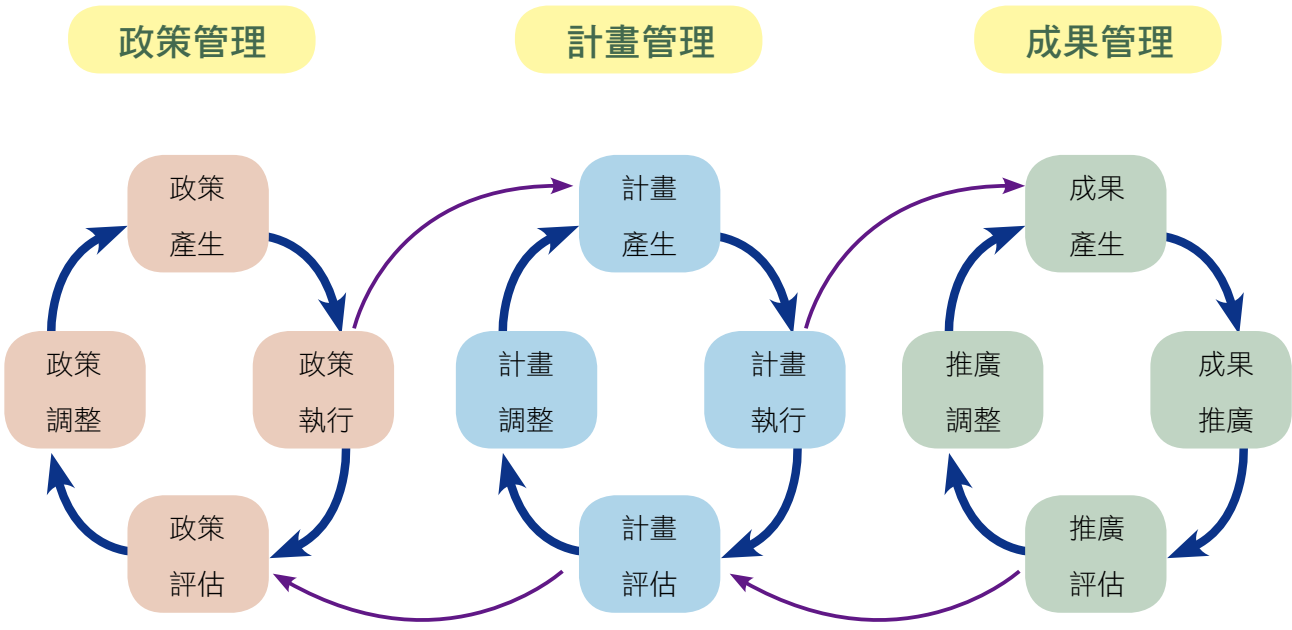 政策管理
計畫管理
成果管理
政策
產生
政策
執行
政策
評估
政策
調整
計畫
產生
計畫
執行
計畫
評估
計畫
調整
成果
產生
成果
推廣
推廣
評估
推廣
調整